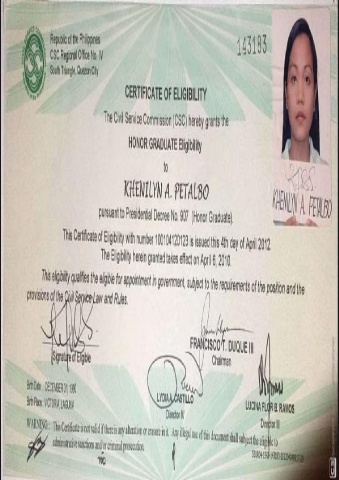 Republic of the Philippines
CSC Regional Office No. IV
South Triangle, Quezon City
143183
CERTIFICATE OF ELIGIBILITY
The Civil Service Commission (CSC) hereby grants the
HONOR GRADUATE Eligibility
to
KHENILYN A. PETALBO
KHENILYN A. PETALBO
pursuant to Presidential Decree No. 907 (Honor Graduate).
This Certificate of Eligibility with number 100104120123 is issued this 4th day of April 2012.
The Eligibility herein granted takes effect on April 6, 2010.
This eligibility qualifies the eligible for appointment in government, subject to the requirements of the position and the
provisions of the Civil Service Law and Rules.
Signature of Eligible
FRANCISCO T. DUQUE III
Chairman
Birth Date: DECEMBER
Birth Place: VICTORIA, LAGUNA
LYDIA A. CASTILLO
Director IV
LUCINA FLOR B. RAMOS
Director III
WARNING: This Certificate is not valid if there is any alteration or erasure in it. Any illegal use of this document shall subject the eligible to
administrative sanctions and/or criminal prosecution.